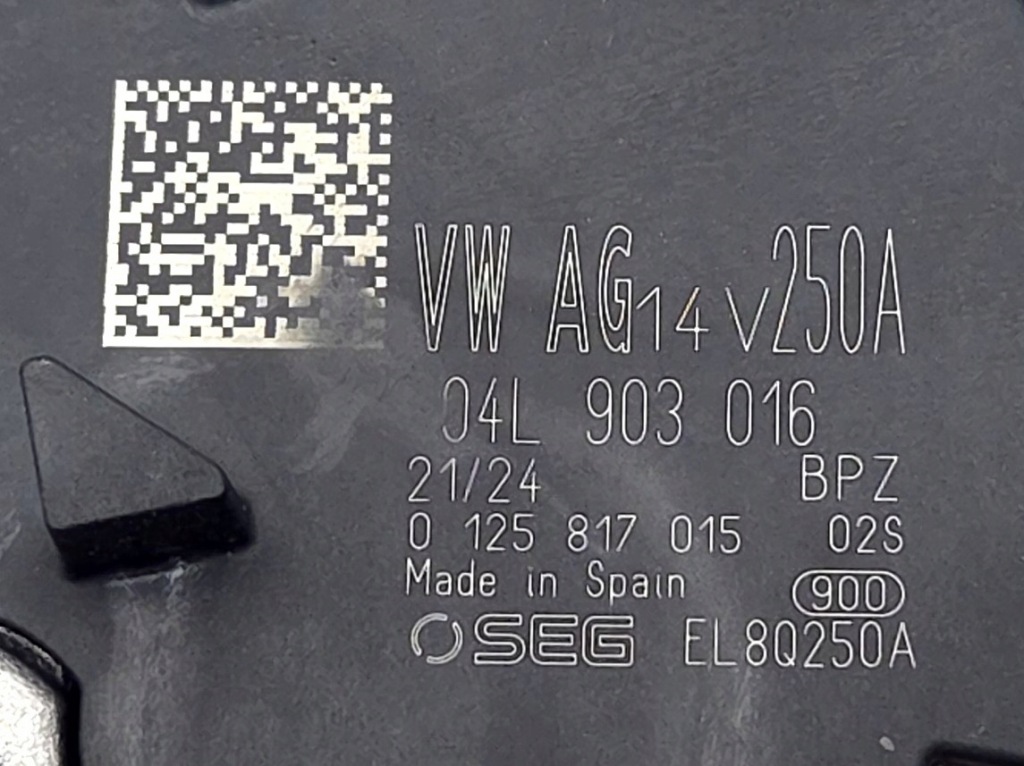 VW AG 14 V 250A
04L 903 016
21/24 BPZ
0 125 817 015 02S
Made in Spain 900
SEG EL8Q250A